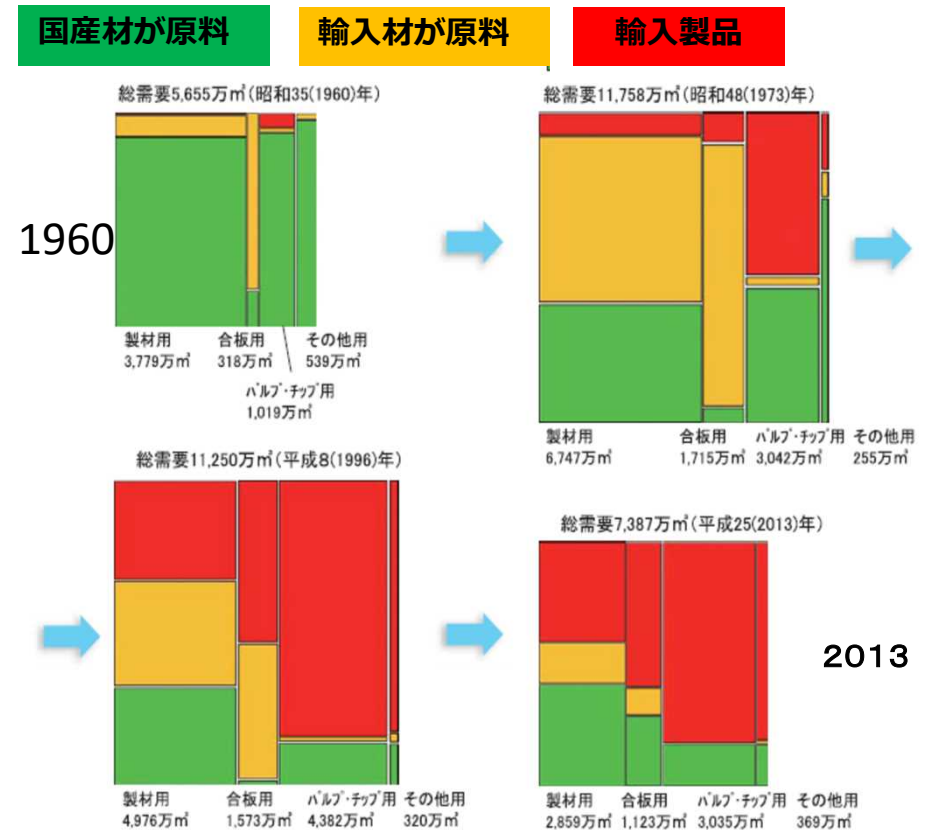 国産材が原料
輸入材が原料
輸入製品
総需要5,655万㎥(昭和35(1960)年)
1960
製材用
3,779万㎥
合板用
318万㎥
その他用
539万㎥
パルプ・チップ用
1,019万㎥
総需要11,758万㎥(昭和48(1973)年)
製材用
6,747万㎥
合板用
1,715万㎥
パルプ・チップ用
3,042万㎥
その他用
255万㎥
総需要11,250万㎥(平成8(1996)年)
製材用
4,976万㎥
合板用
1,573万㎥
パルプ・チップ用
4,382万㎥
その他用
320万㎥
総需要7,387万㎥(平成25(2013)年)
2013
製材用
2,859万㎥
合板用
1,123万㎥
パルプ・チップ用
3,035万㎥
その他用
369万㎥